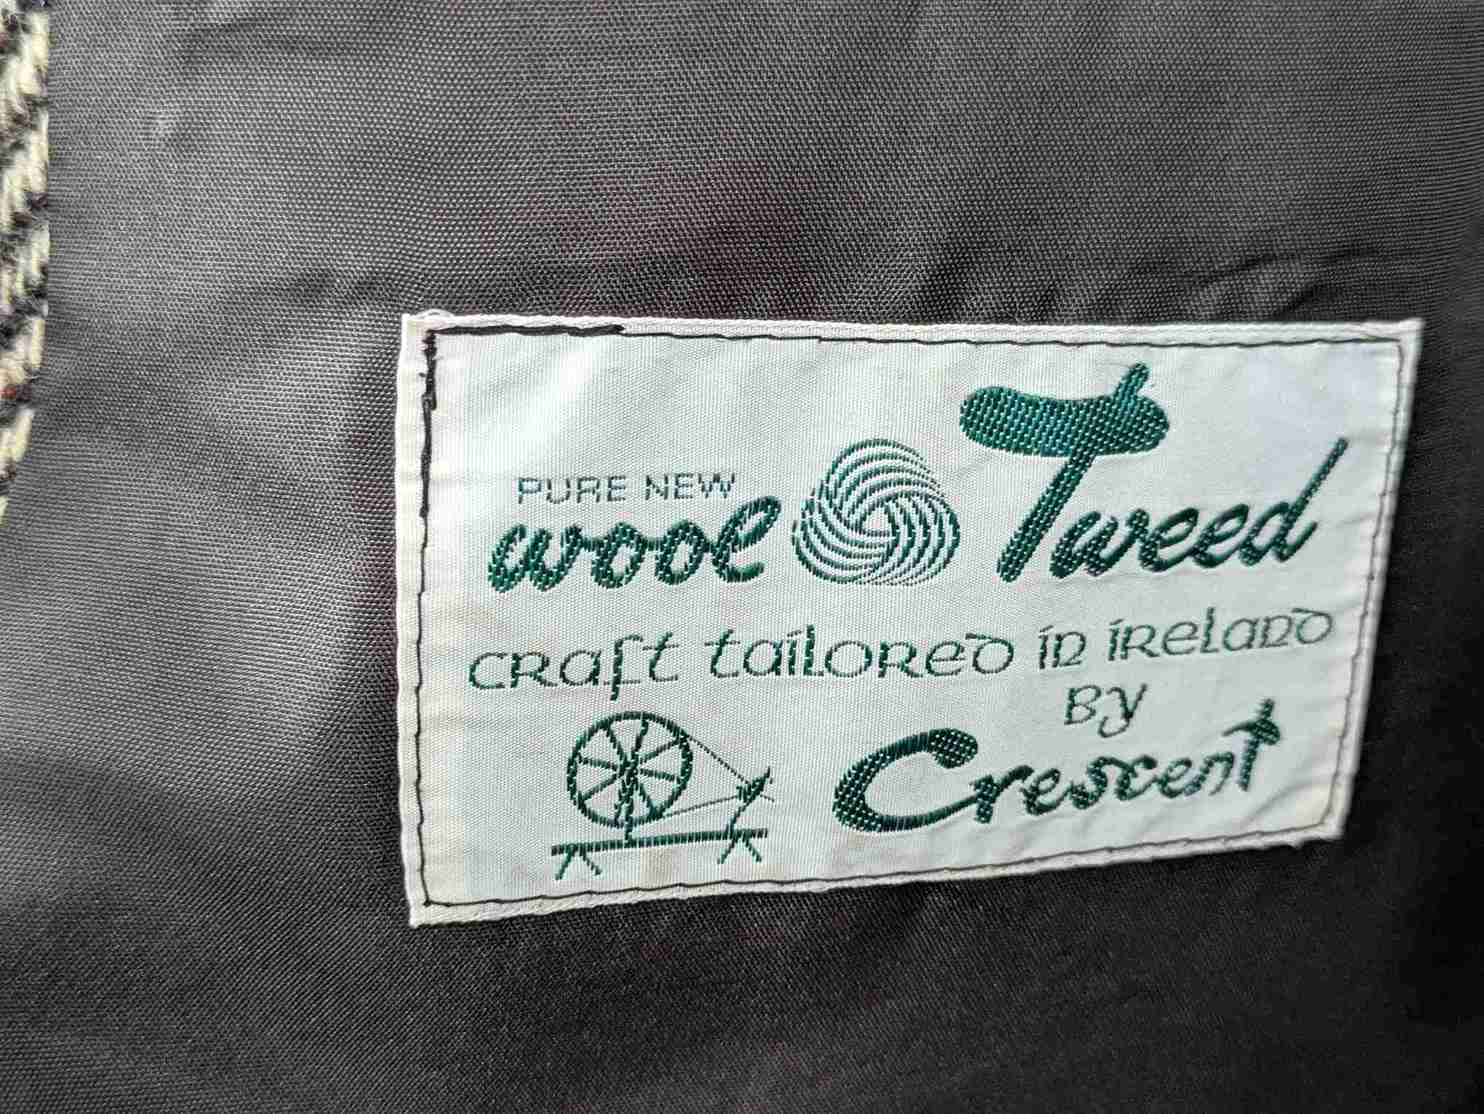 PURE NEW
wool Tweed
craft tailored in ireland
by
Crescent